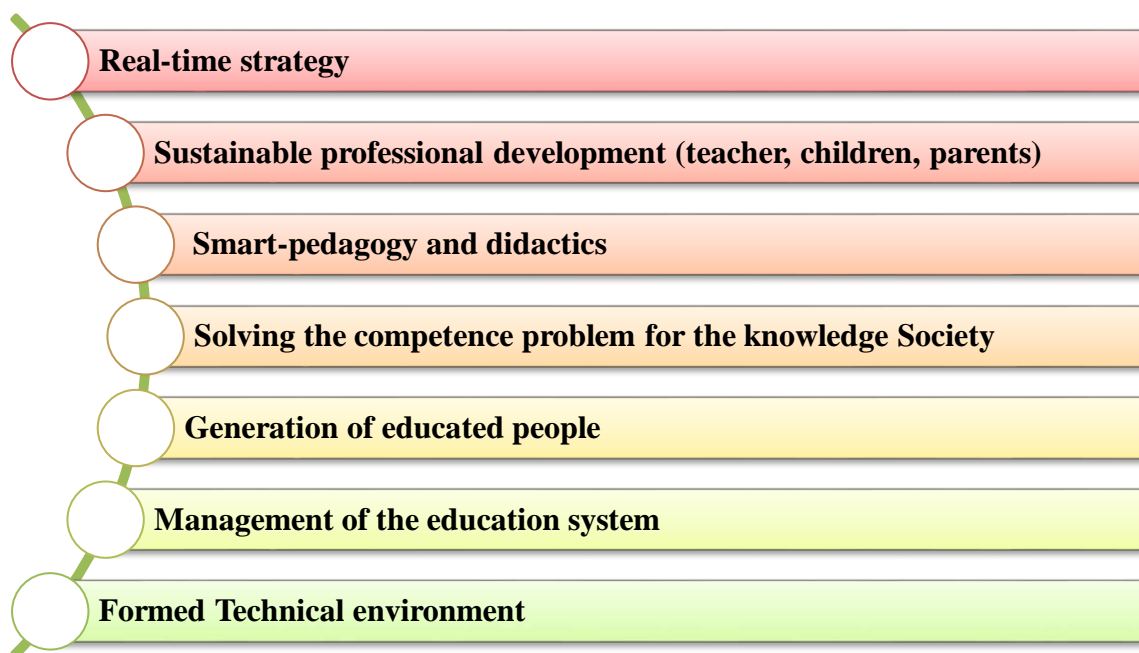 Real-time strategy
Sustainable professional development (teacher, children, parents)
Smart-pedagogy and didactics
Solving the competence problem for the knowledge Society
Generation of educated people
Management of the education system
Formed Technical environment